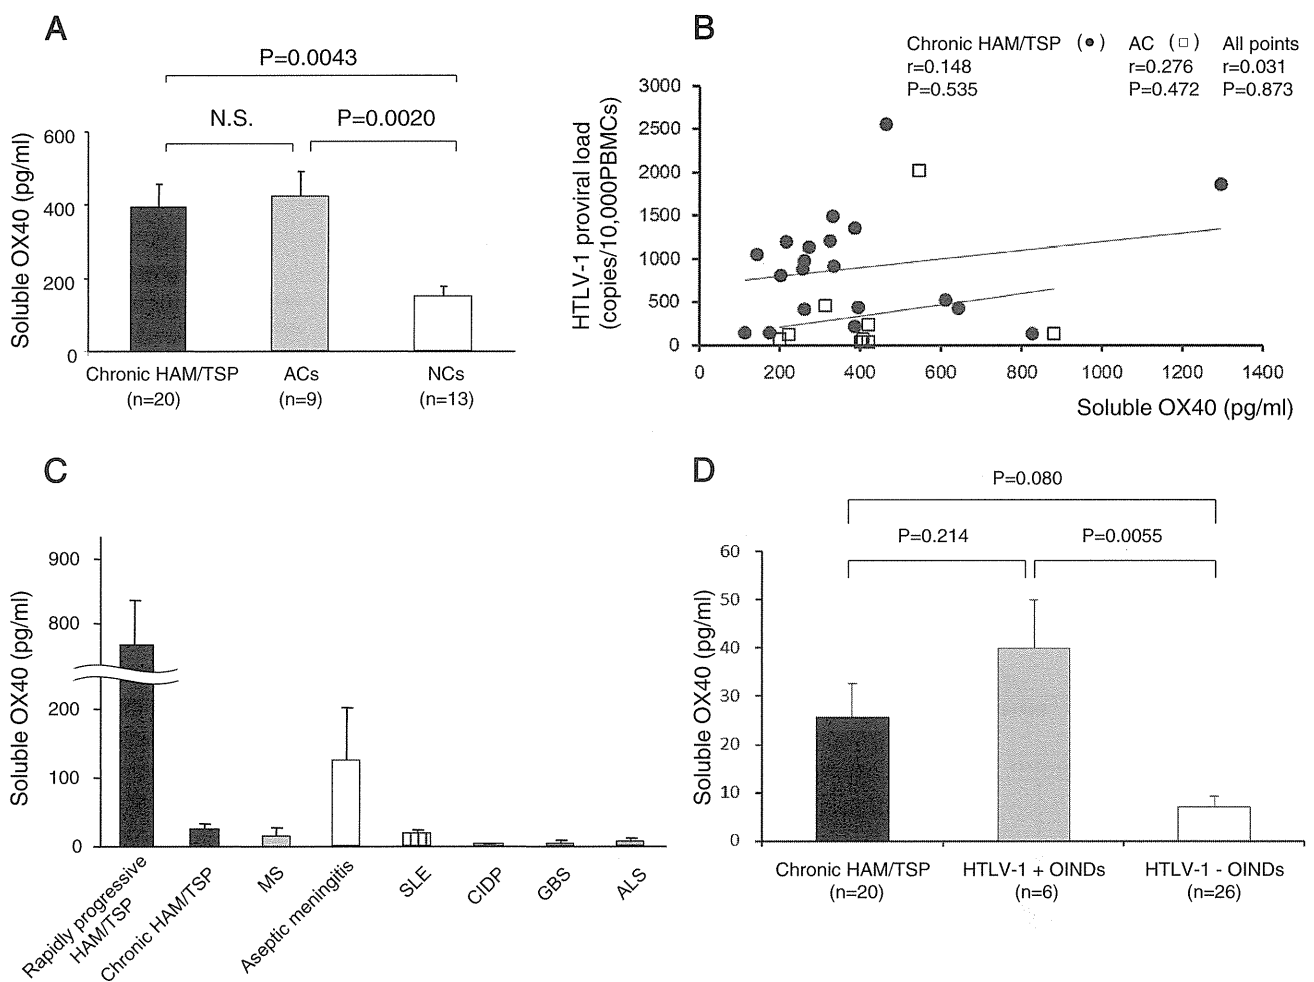 A
P=0.0043
N.S.
P=0.0020
Soluble OX40 (pg/ml)
600
400
200
0
Chronic HAM/TSP
(n=20)
ACs
(n=9)
NCs
(n=13)
B
Chronic HAM/TSP (●) AC (□) All points
r=0.148 r=0.276 r=0.031
P=0.535 P=0.472 P=0.873
HTLV-1 proviral load
(copies/10,000PBMCs)
3000
2500
2000
1500
1000
500
0
0 200 400 600 800 1000 1200 1400
Soluble OX40 (pg/ml)
C
Soluble OX40 (pg/ml)
900
800
200
100
0
Rapidly progressive
HAM/TSP
Chronic HAM/TSP
MS
Aseptic meningitis
SLE
CIDP
GBS
ALS
D
P=0.080
P=0.214
P=0.0055
Soluble OX40 (pg/ml)
60
50
40
30
20
10
0
Chronic HAM/TSP
(n=20)
HTLV-1 + OINDs
(n=6)
HTLV-1 - OINDs
(n=26)